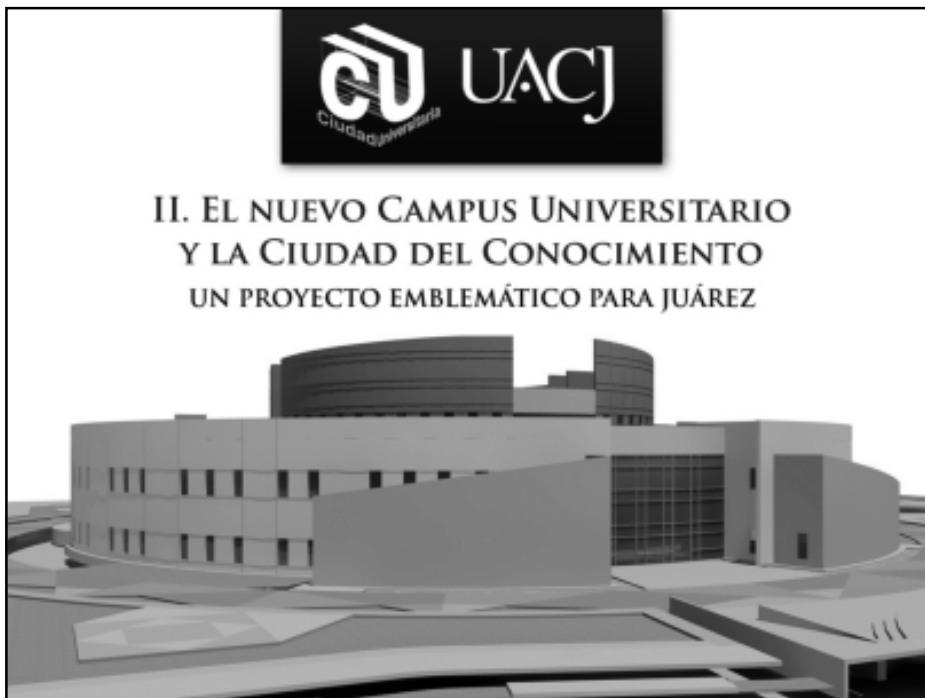 CU UACJ
Ciudad Universitaria
II. El nuevo Campus Universitario
y la Ciudad del Conocimiento
un proyecto emblemático para Juárez